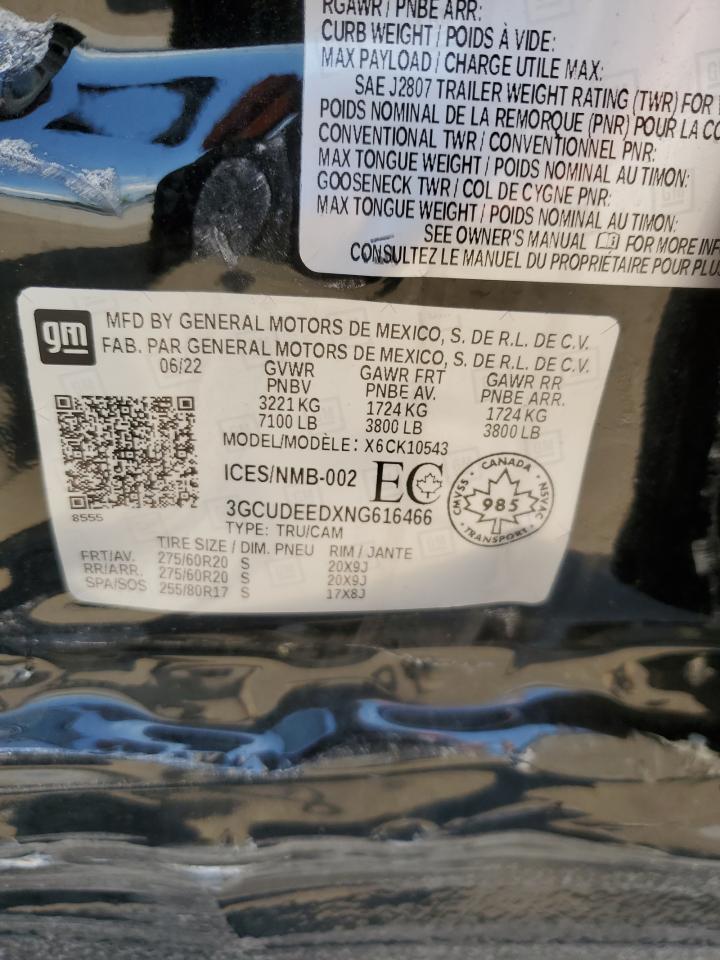 RGAWR / PNBE ARR:
CURB WEIGHT / POIDS À VIDE:
MAX PAYLOAD / CHARGE UTILE MAX:
SAE J2807 TRAILER WEIGHT RATING (TWR) FOR
POIDS NOMINAL DE LA REMORQUE (PNR) POUR LA CO
CONVENTIONAL TWR / CONVENTIONNEL PNR:
MAX TONGUE WEIGHT / POIDS NOMINAL AU TIMON:
GOOSENECK TWR / COL DE CYGNE PNR:
MAX TONGUE WEIGHT / POIDS NOMINAL AU TIMON:
SEE OWNER'S MANUAL FOR MORE INF
CONSULTEZ LE MANUEL DU PROPRIÉTAIRE POUR PLU
gm
MFD BY GENERAL MOTORS DE MEXICO, S. DE R.L. DE C.V.
FAB. PAR GENERAL MOTORS DE MEXICO, S. DE R.L. DE C.V.
06/22 GVWR GAWR FRT GAWR RR
PNBV PNBE AV. PNBE ARR.
3221 KG 1724 KG 1724 KG
7100 LB 3800 LB 3800 LB
MODEL/MODÈLE: X6CK10543
ICES/NMB-002 EC
CANADA
CMVSS 985 NSVAC
TRANSPORT
8555
3GCUDEEDXNG616466
TYPE: TRU/CAM
TIRE SIZE / DIM. PNEU RIM / JANTE
FRT/AV. 275/60R20 S 20X9J
RR/ARR. 275/60R20 S 20X9J
SPA/SOS 255/80R17 S 17X8J